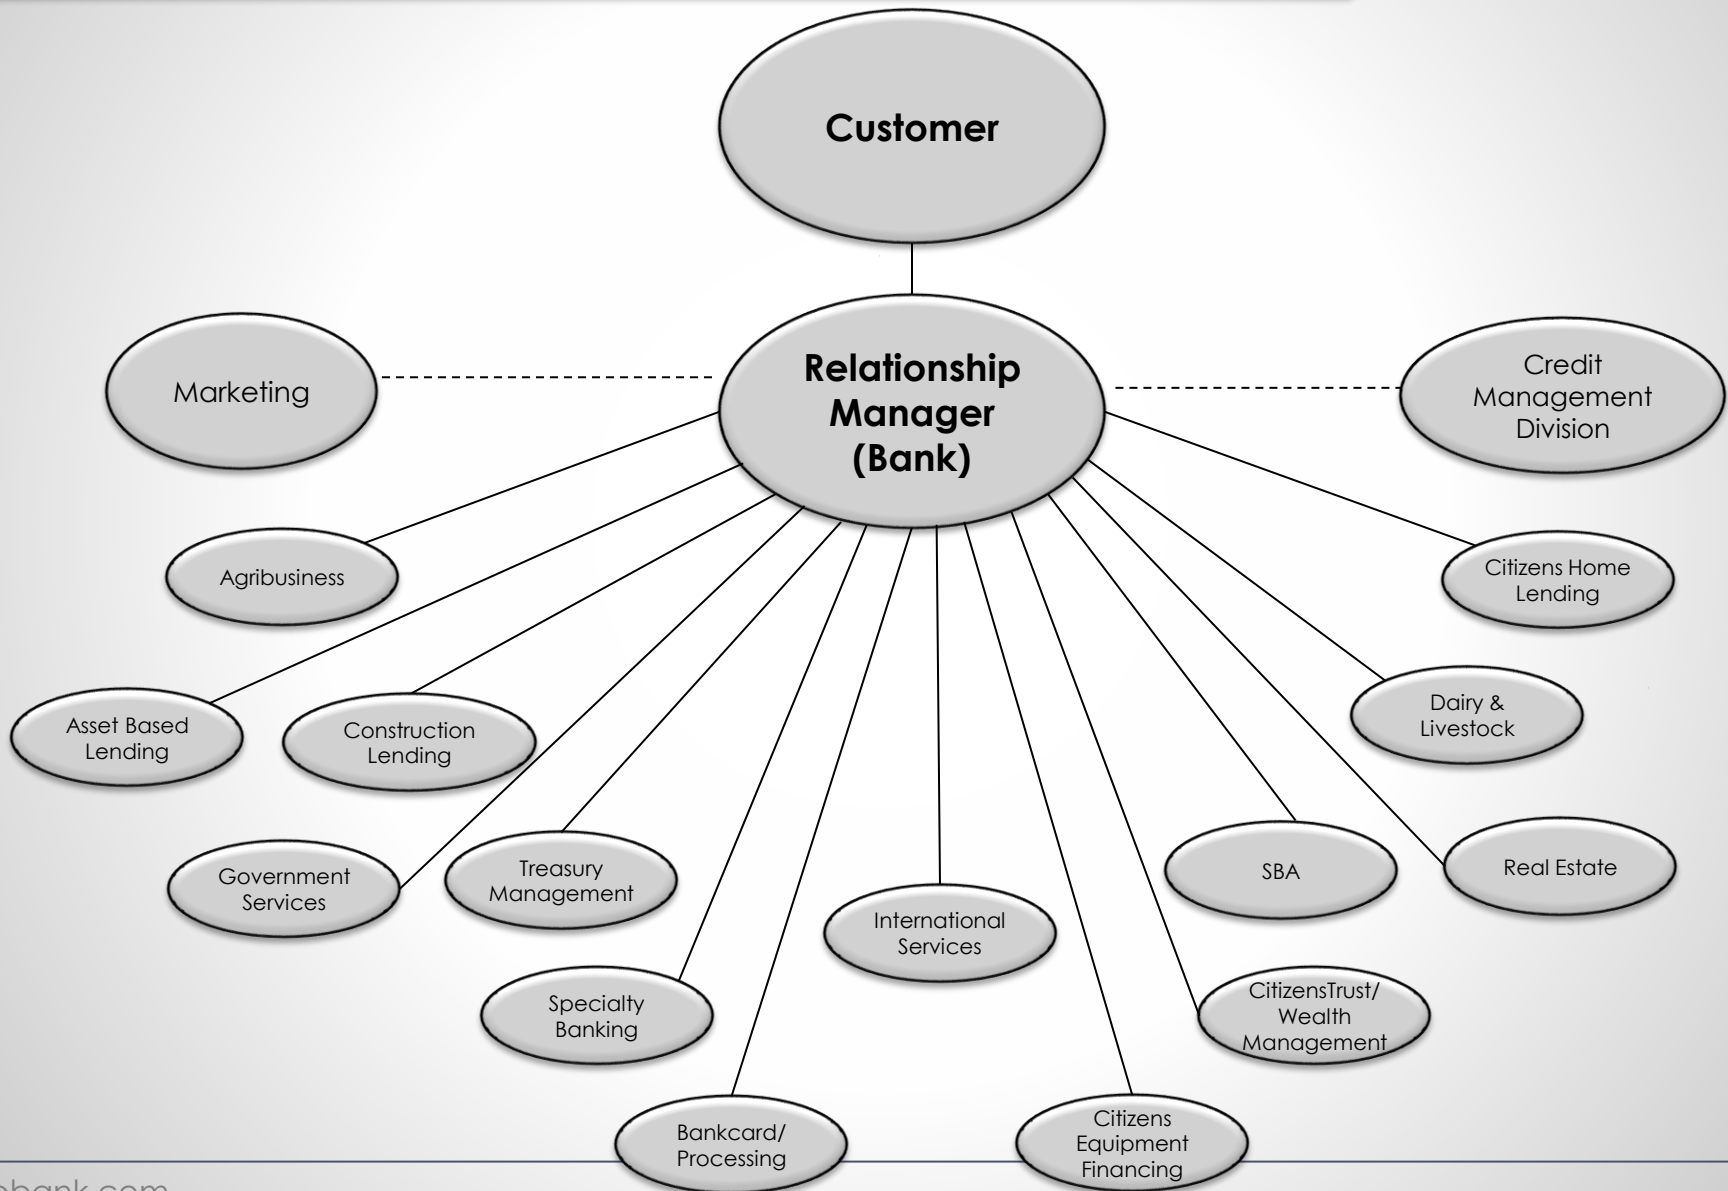 Customer
Relationship
Manager
(Bank)
Marketing
Credit
Management
Division
Agribusiness
Citizens Home
Lending
Asset Based
Lending
Construction
Lending
Dairy &
Livestock
Government
Services
Treasury
Management
SBA
Real Estate
International
Services
Specialty
Banking
CitizensTrust/
Wealth
Management
Bankcard/
Processing
Citizens
Equipment
Financing